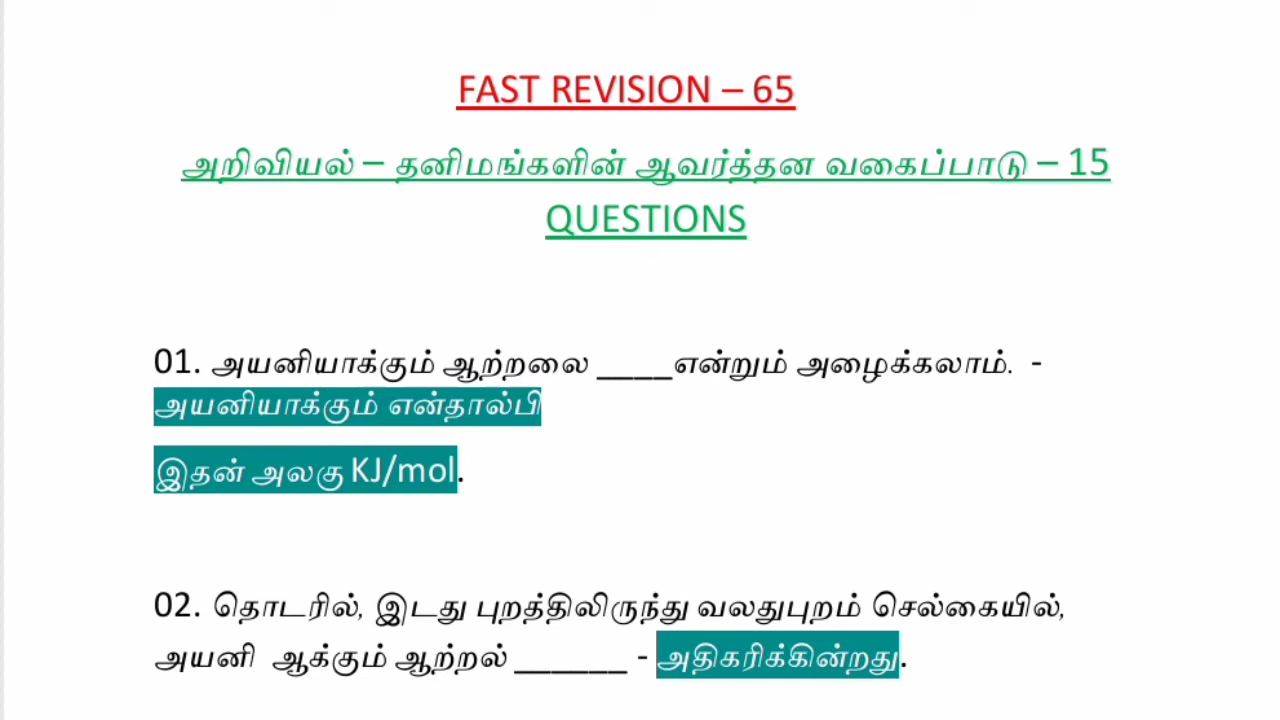 FAST REVISION – 65
அறிவியல் – தனிமங்களின் ஆவர்த்தன வகைப்பாடு – 15
QUESTIONS
01. அயனியாக்கும் ஆற்றலை ____என்றும் அழைக்கலாம். -
அயனியாக்கும் என்தால்பி
இதன் அலகு KJ/mol.
02. தொடரில், இடது புறத்திலிருந்து வலதுபுறம் செல்கையில்,
அயனி ஆக்கும் ஆற்றல் ______ - அதிகரிக்கின்றது.